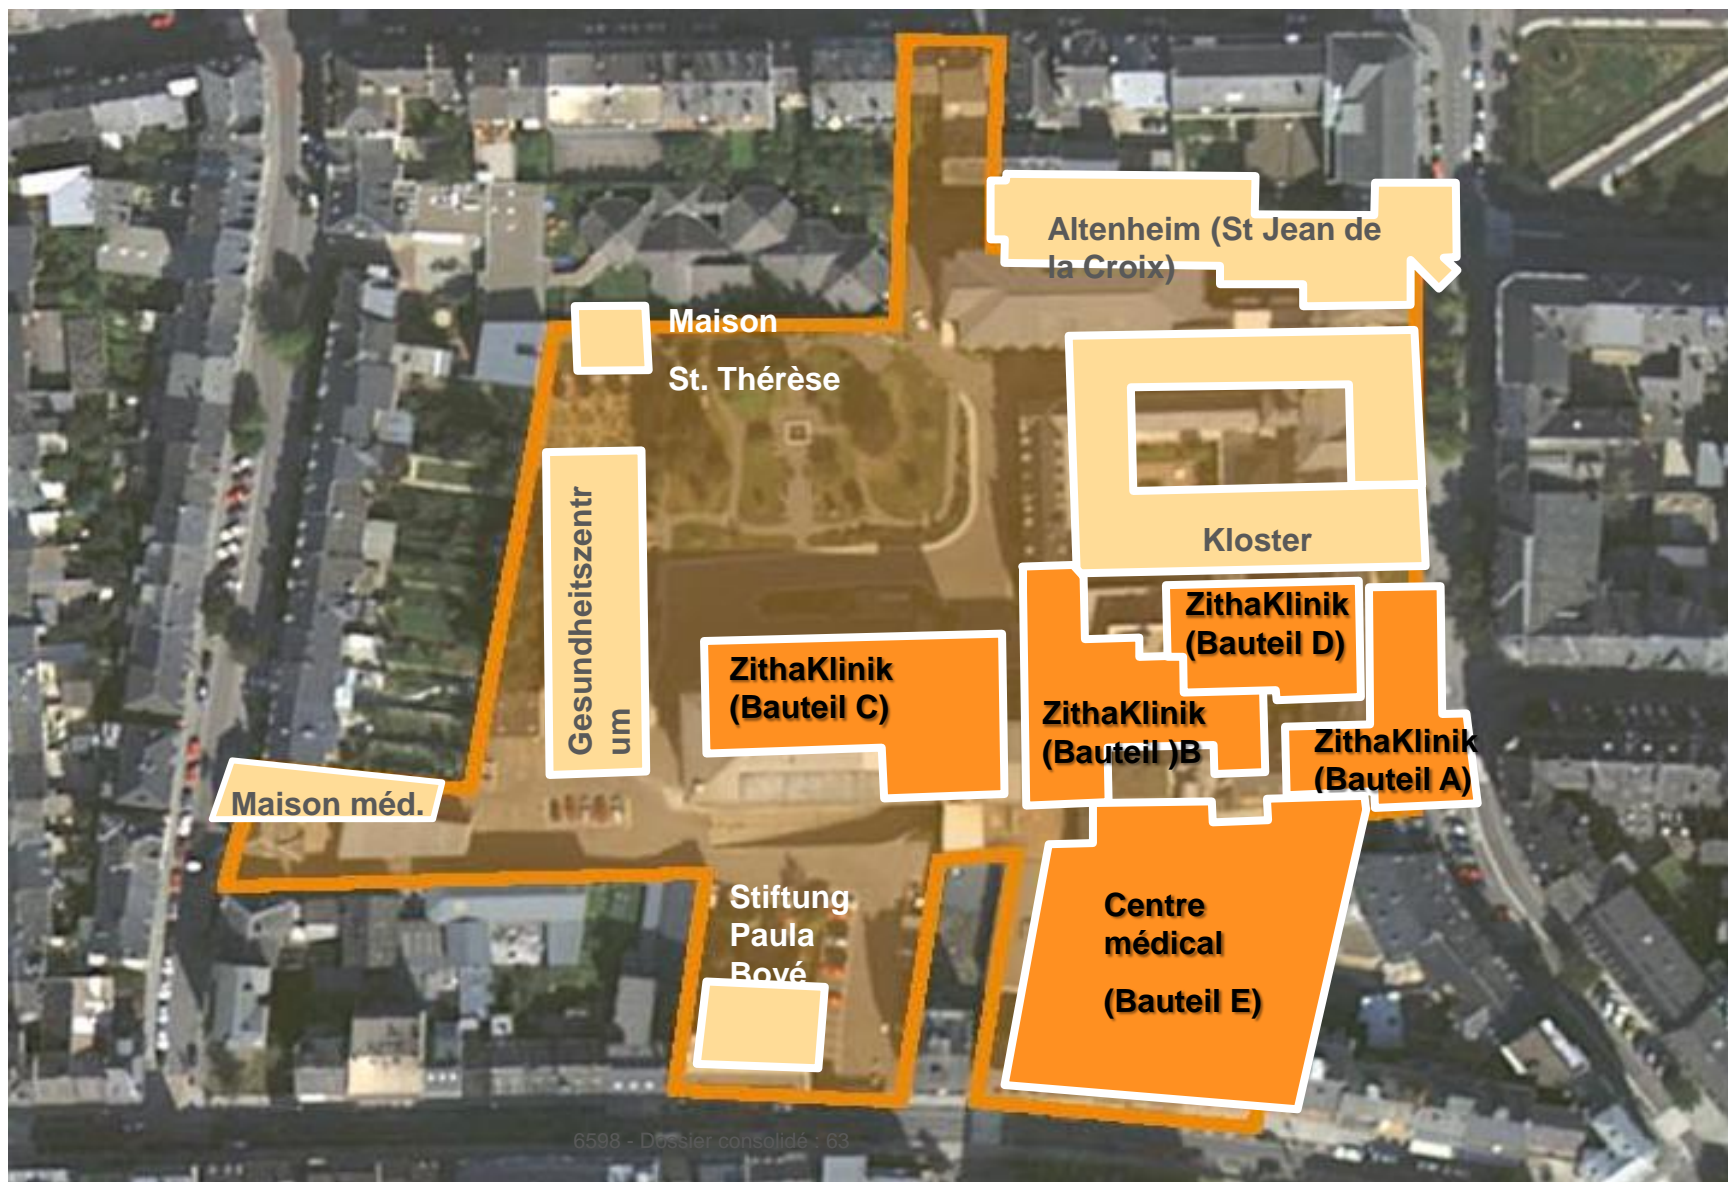 Altenheim (St Jean de
la Croix)
Maison
St. Thérèse
Kloster
Gesundheitszentr
um
ZithaKlinik
(Bauteil D)
ZithaKlinik
(Bauteil C)
ZithaKlinik
(Bauteil )B
ZithaKlinik
(Bauteil A)
Maison méd.
Stiftung
Paula
Bové
Centre
médical
(Bauteil E)
6598 - Dossier consolidé : 63